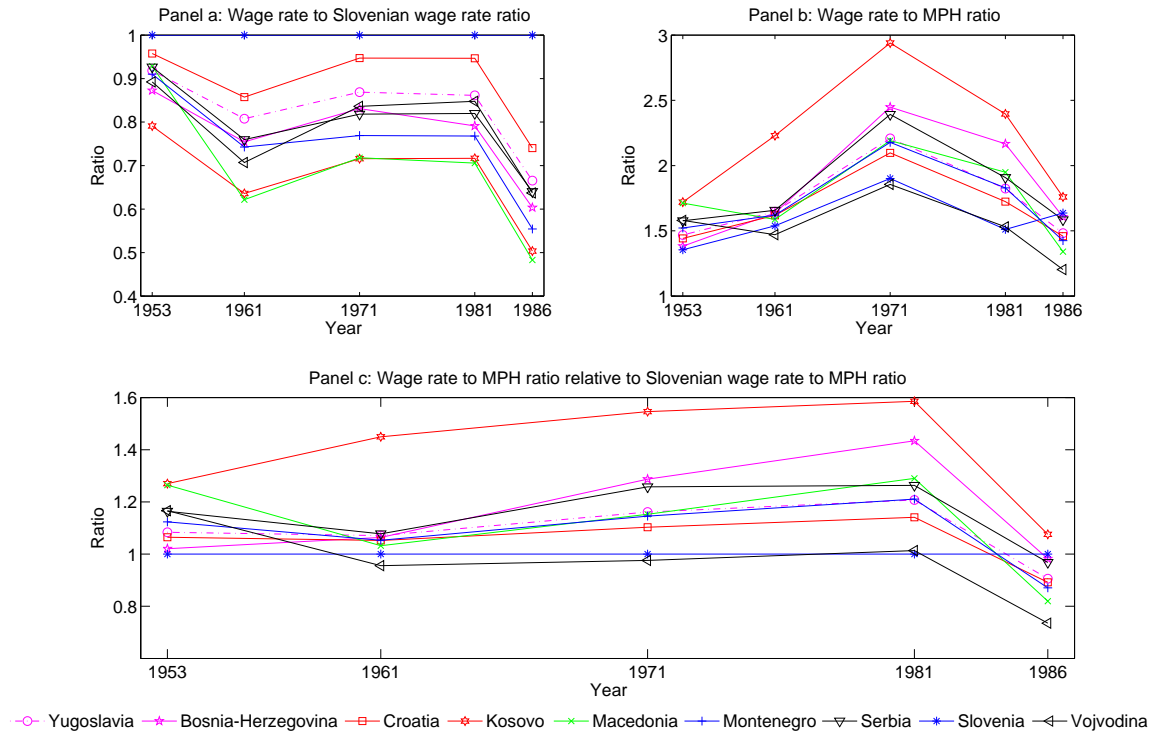 Panel a: Wage rate to Slovenian wage rate ratio
1
0.9
0.8
0.7
0.6
0.5
0.4
Ratio
1953 1961 1971 1981 1986
Year
Panel b: Wage rate to MPH ratio
3
2.5
2
1.5
1
Ratio
1953 1961 1971 1981 1986
Year
Panel c: Wage rate to MPH ratio relative to Slovenian wage rate to MPH ratio
1.6
1.4
1.2
1
0.8
Ratio
1953 1961 1971 1981 1986
Year
Yugoslavia Bosnia-Herzegovina Croatia Kosovo Macedonia Montenegro Serbia Slovenia Vojvodina